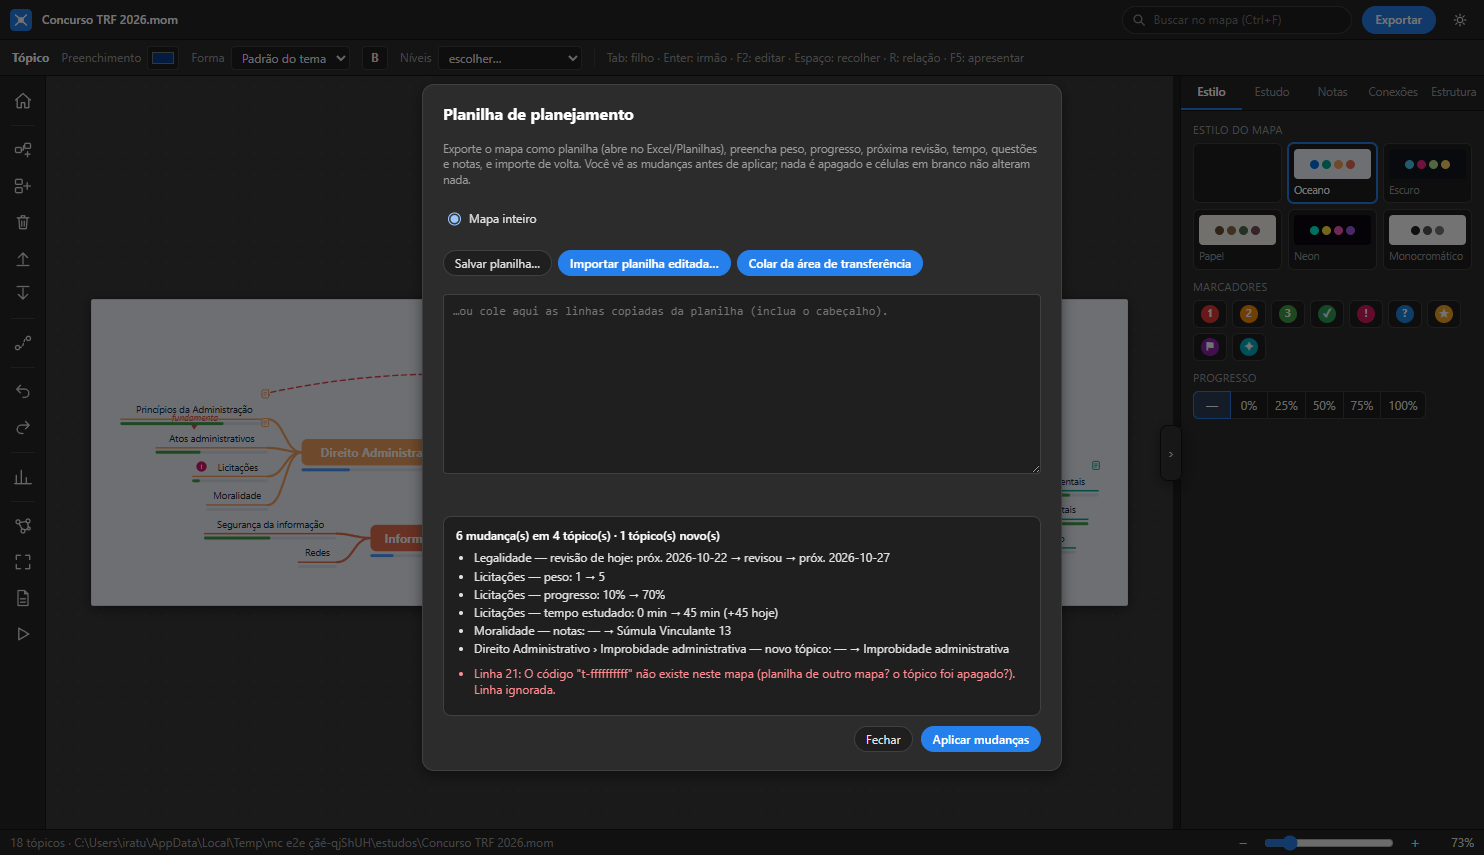 Concurso TRF 2026.mom
Buscar no mapa (Ctrl+F)
Exportar
Tópico
Preenchimento
Forma
Padrão do tema
B
Níveis
escolher...
Tab: filho · Enter: irmão · F2: editar · Espaço: recolher · R: relação · F5: apresentar
Planilha de planejamento
Exporte o mapa como planilha (abre no Excel/Planilhas), preencha peso, progresso, próxima revisão, tempo, questões
e notas, e importe de volta. Você vê as mudanças antes de aplicar; nada é apagado e células em branco não alteram
nada.
Mapa inteiro
Salvar planilha...
Importar planilha editada...
Colar da área de transferência
…ou cole aqui as linhas copiadas da planilha (inclua o cabeçalho).
6 mudança(s) em 4 tópico(s) · 1 tópico(s) novo(s)
Legalidade — revisão de hoje: próx. 2026-10-22 → revisou → próx. 2026-10-27
Licitações — peso: 1 → 5
Licitações — progresso: 10% → 70%
Licitações — tempo estudado: 0 min → 45 min (+45 hoje)
Moralidade — notas: — → Súmula Vinculante 13
Direito Administrativo › Improbidade administrativa — novo tópico: — → Improbidade administrativa
Linha 21: O código "t-ffffffffff" não existe neste mapa (planilha de outro mapa? o tópico foi apagado?).
Linha ignorada.
Fechar
Aplicar mudanças
Princípios da Administração
fundamenta
Atos administrativos
Licitações
Moralidade
Segurança da informação
Redes
Direito Administra
Inform
entais
tais
Estilo
Estudo
Notas
Conexões
Estrutura
ESTILO DO MAPA
Oceano
Escuro
Papel
Neon
Monocromático
MARCADORES
1
2
3
✓
!
?
PROGRESSO
—
0%
25%
50%
75%
100%
18 tópicos · C:\Users\iratu\AppData\Local\Temp\mc e2e çãé-qjShUH\estudos\Concurso TRF 2026.mom
73%